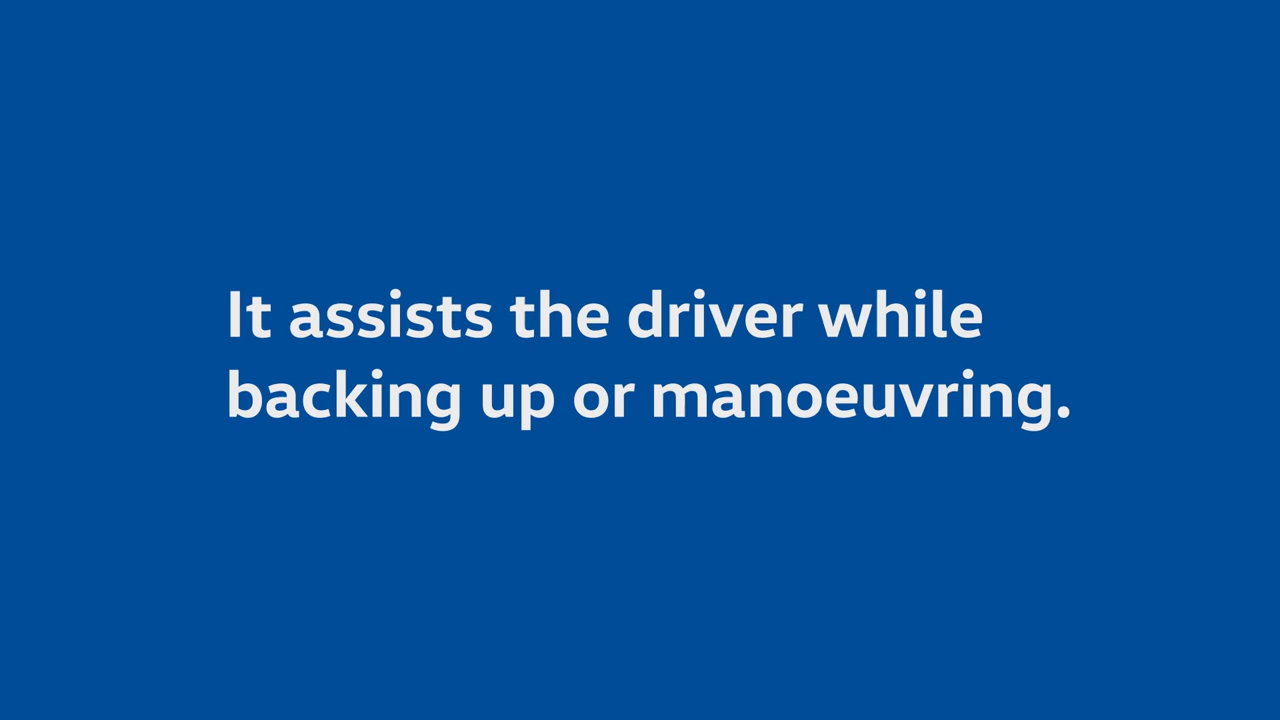 It assists the driver while
backing up or manoeuvring.